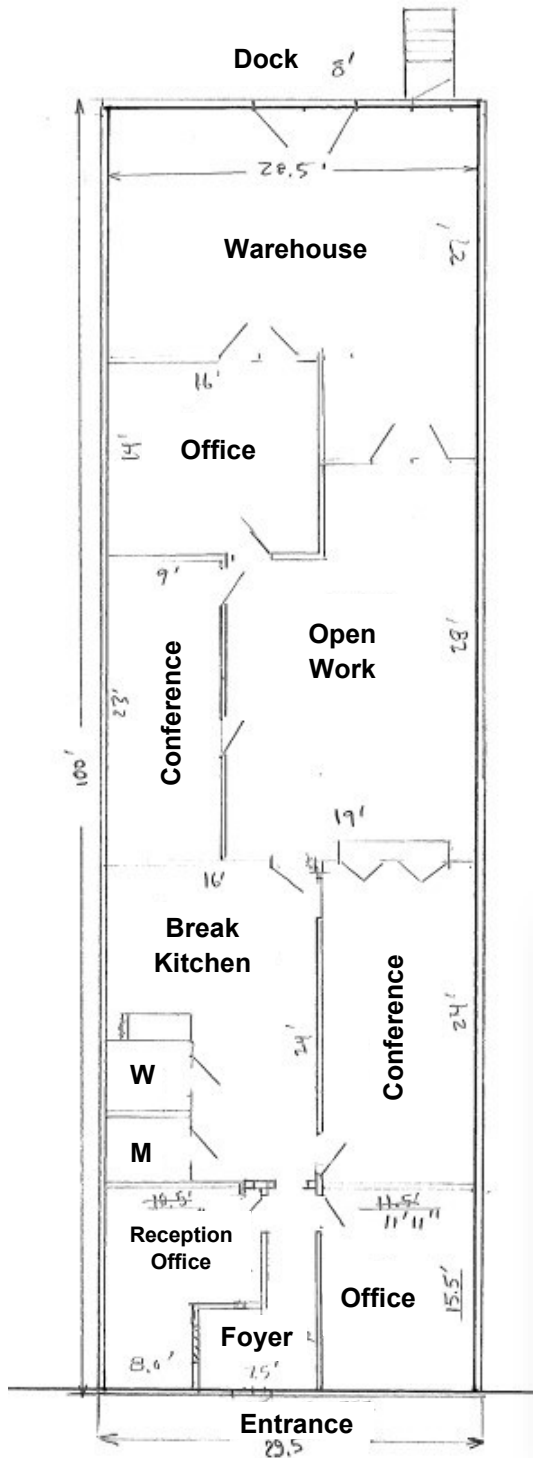 Dock
8'
28.5'
Warehouse
16'
14'
Office
9'
Open
Work
28'
Conference
23'
100'
19'
16'
Break
Kitchen
Conference
24'
24'
W
M
10.5'
11.5'
11'11"
Reception
Office
Office
15.5'
Foyer
8.0'
7.5'
Entrance
29.5